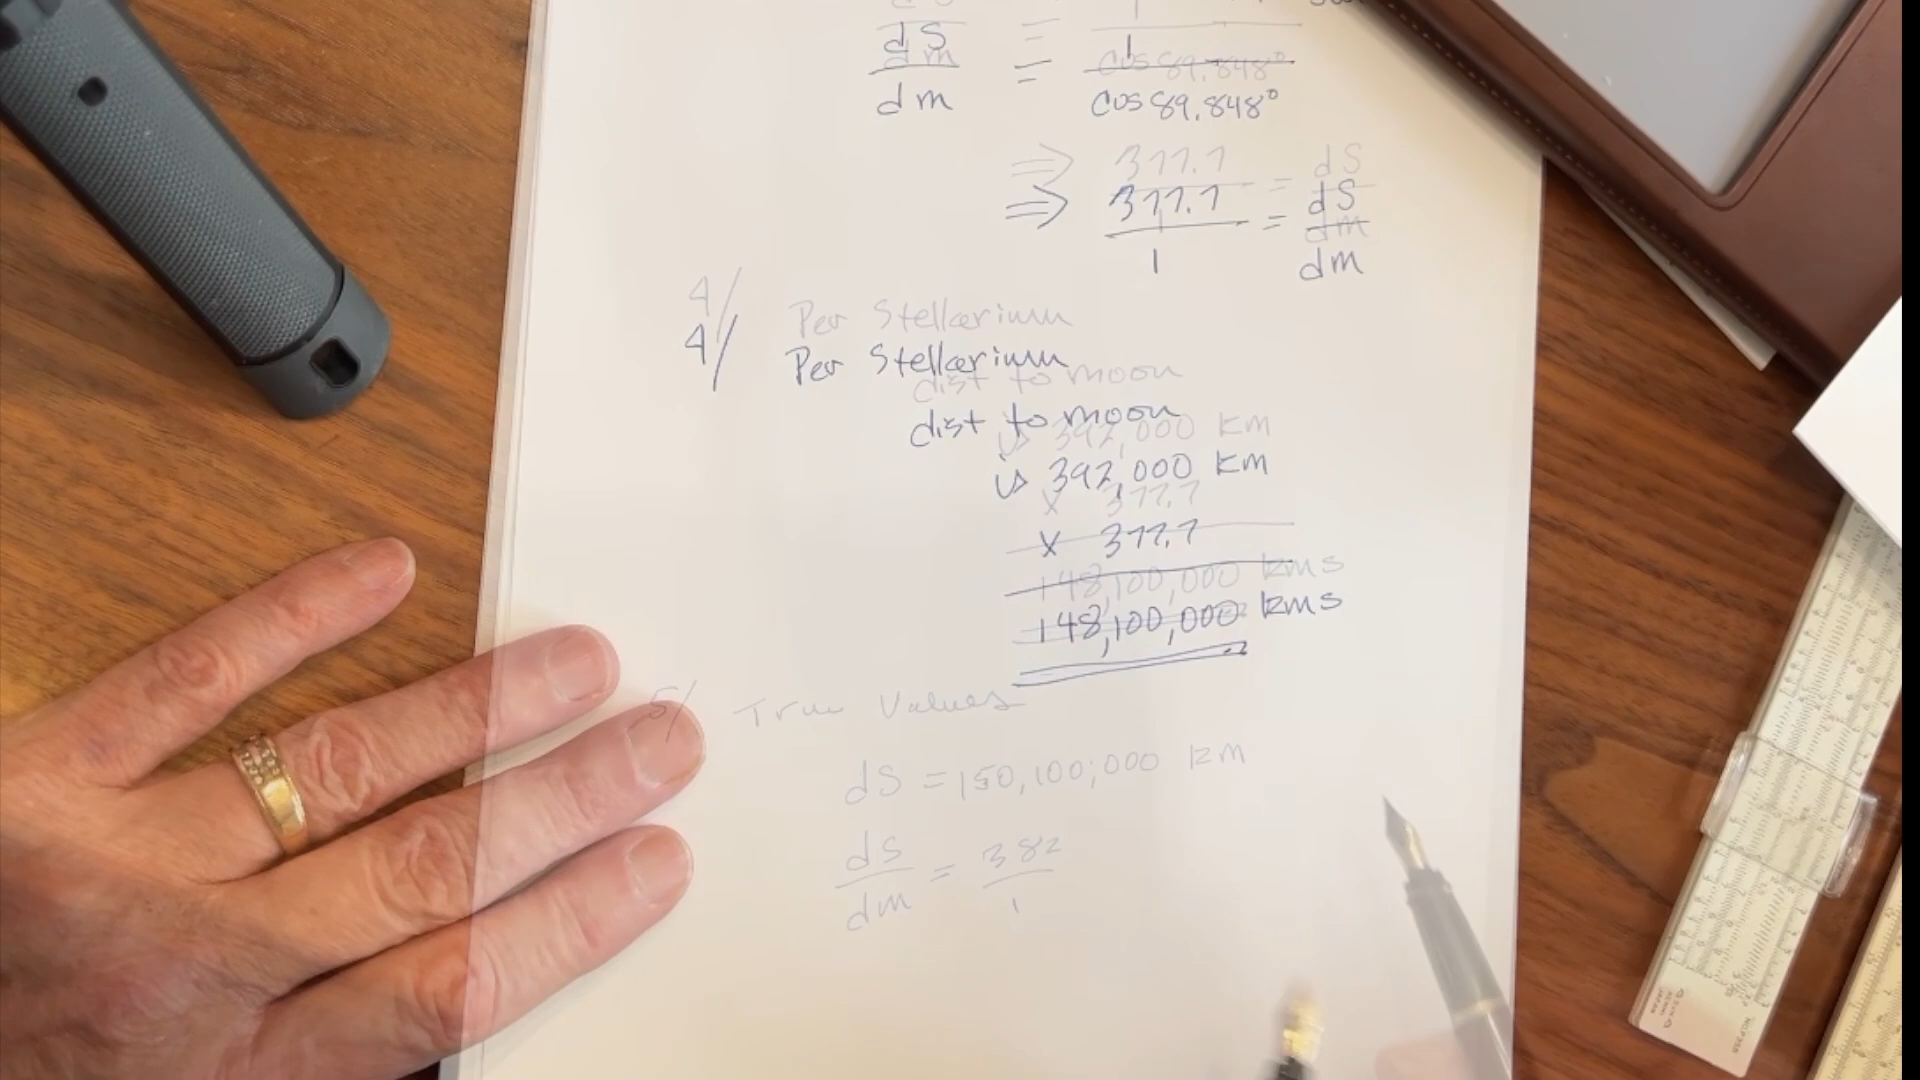 dS = 1
dm cos 89.848°
⇒ 377.7 = dS
1 dm
4/ Per Stellarium
dist to moon
↳ 392,000 km
x 377.7
148,100,000 kms
5/ True Values
dS = 150,100,000 km
dS = 382
dm 1